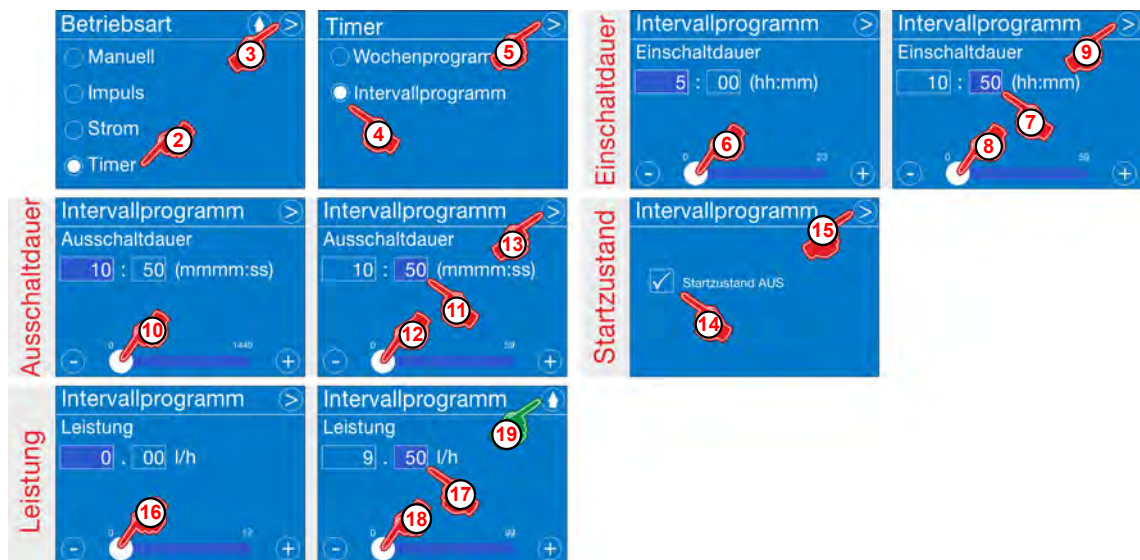 Betriebsart
>
3
Manuell
Impuls
Strom
2
Timer
Timer
>
5
Wochenprogram
Intervallprogramm
4
Einschaltdauer
Intervallprogramm
>
Einschaltdauer
5 : 00 (hh:mm)
6
0 23
- +
Intervallprogramm
>
9
Einschaltdauer
10 : 50 (hh:mm)
7
8
0 59
- +
Ausschaltdauer
Intervallprogramm
>
Ausschaltdauer
10 : 50 (mmmm:ss)
10
0 1440
- +
Intervallprogramm
>
13
Ausschaltdauer
10 : 50 (mmmm:ss)
11
12
0 59
- +
Startzustand
Intervallprogramm
>
15
Startzustand AUS
14
Leistung
Intervallprogramm
>
Leistung
0 . 00 l/h
16
0 12
- +
Intervallprogramm
19
Leistung
9 . 50 l/h
17
18
0 99
- +